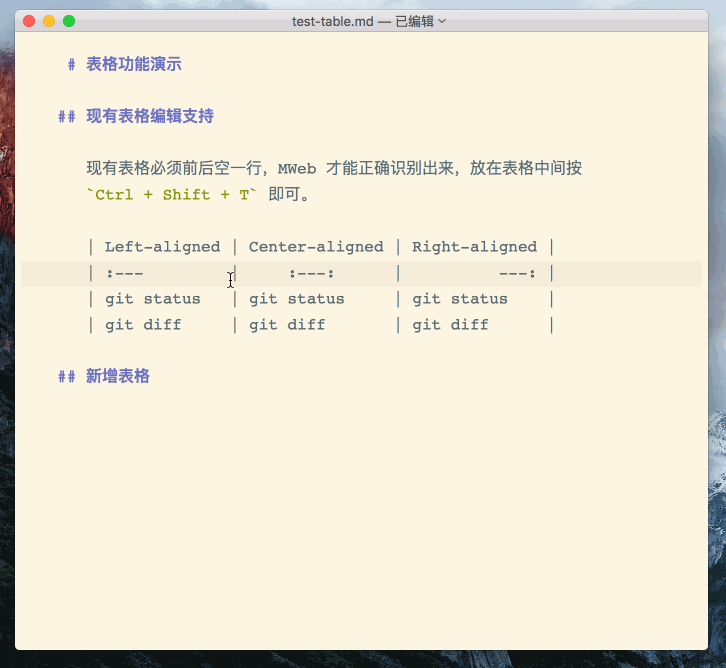 test-table.md — 已编辑
# 表格功能演示
## 现有表格编辑支持
现有表格必须前后空一行，MWeb 才能正确识别出来，放在表格中间按
`Ctrl + Shift + T` 即可。
| Left-aligned | Center-aligned | Right-aligned |
| :---         |     :---:      |          ---: |
| git status   | git status     | git status    |
| git diff     | git diff       | git diff      |
## 新增表格